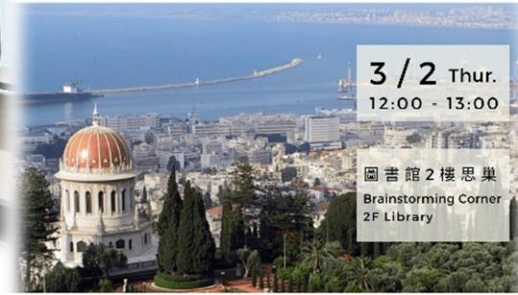 3 / 2 Thur.
12:00 - 13:00
圖書館2樓思巢
Brainstorming Corner
2F Library